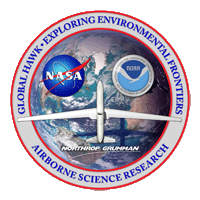 GLOBAL HAWK • EXPLORING ENVIRONMENTAL FRONTIERS
NASA
NOAA
NORTHROP GRUMMAN
AIRBORNE SCIENCE RESEARCH